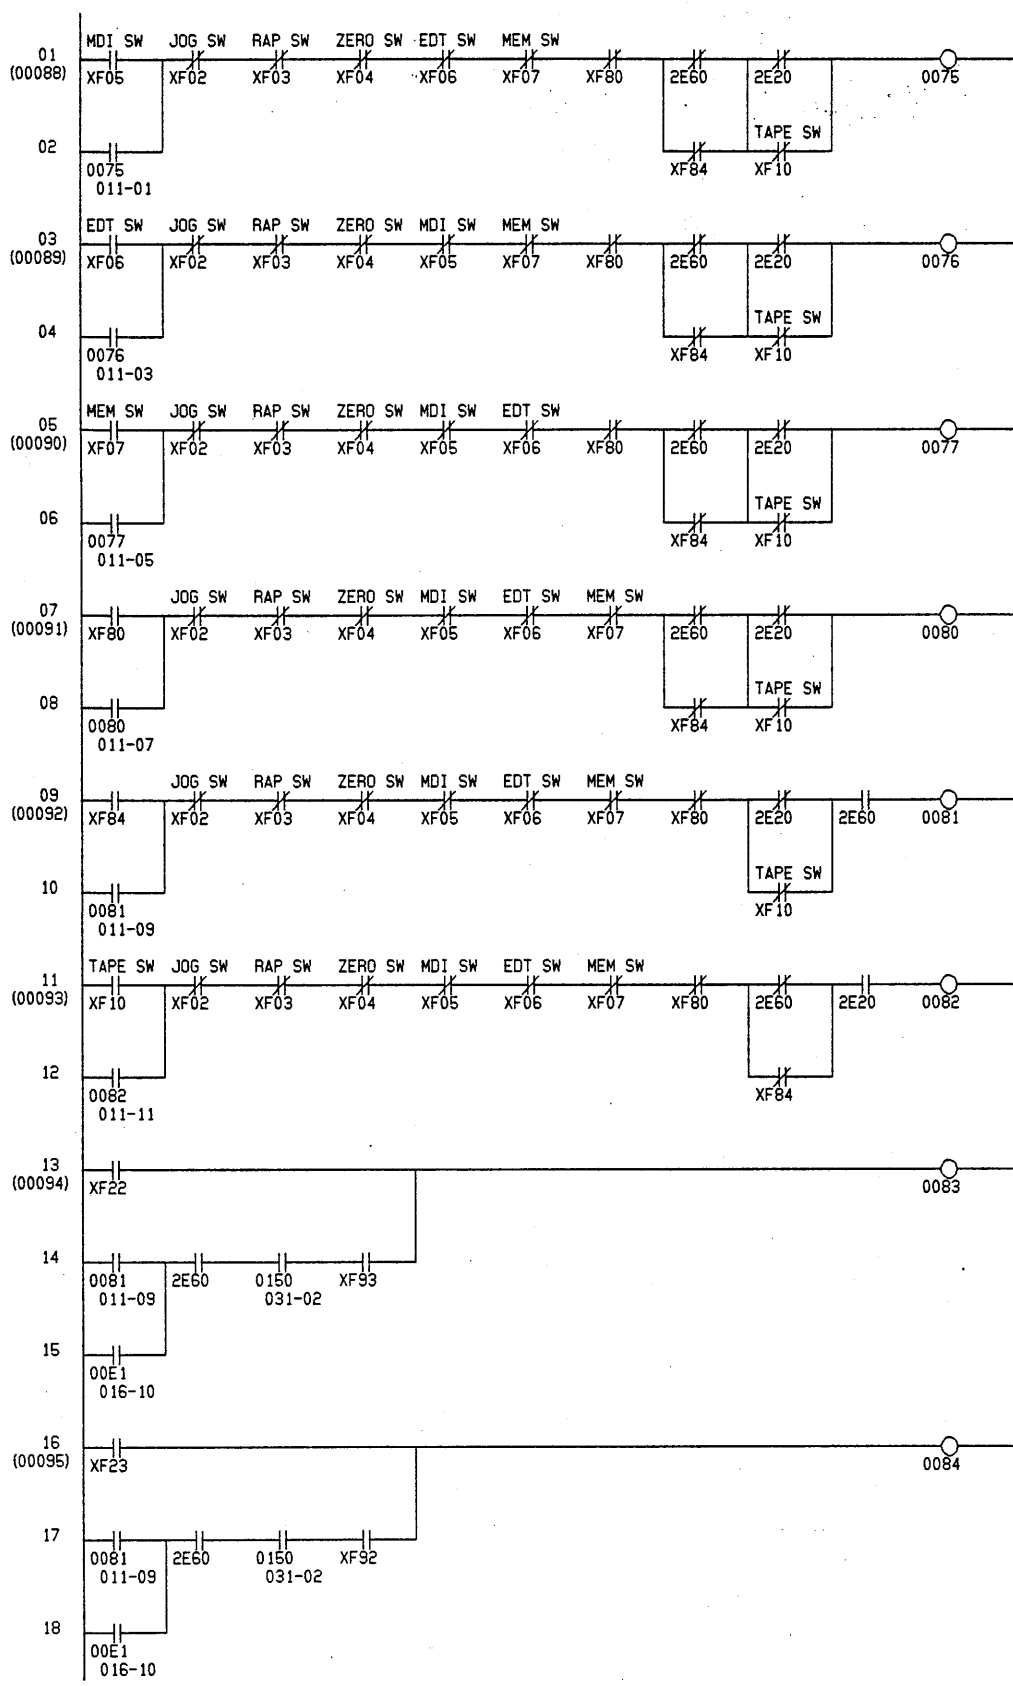 MDI SW JOG SW RAP SW ZERO SW EDT SW MEM SW
01
(00088) XF05 XF02 XF03 XF04 XF06 XF07 XF80 2E60 2E20 0075
TAPE SW
02
0075 XF84 XF10
011-01
EDT SW JOG SW RAP SW ZERO SW MDI SW MEM SW
03
(00089) XF06 XF02 XF03 XF04 XF05 XF07 XF80 2E60 2E20 0076
TAPE SW
04
0076 XF84 XF10
011-03
MEM SW JOG SW RAP SW ZERO SW MDI SW EDT SW
05
(00090) XF07 XF02 XF03 XF04 XF05 XF06 XF80 2E60 2E20 0077
TAPE SW
06
0077 XF84 XF10
011-05
JOG SW RAP SW ZERO SW MDI SW EDT SW MEM SW
07
(00091) XF80 XF02 XF03 XF04 XF05 XF06 XF07 2E60 2E20 0080
TAPE SW
08
0080 XF84 XF10
011-07
JOG SW RAP SW ZERO SW MDI SW EDT SW MEM SW
09
(00092) XF84 XF02 XF03 XF04 XF05 XF06 XF07 XF80 2E20 2E60 0081
TAPE SW
10
0081 XF10
011-09
TAPE SW JOG SW RAP SW ZERO SW MDI SW EDT SW MEM SW
11
(00093) XF10 XF02 XF03 XF04 XF05 XF06 XF07 XF80 2E60 2E20 0082
12
0082 XF84
011-11
13
(00094) XF22 0083
14
0081 2E60 0150 XF93
011-09 031-02
15
00E1
016-10
16
(00095) XF23 0084
17
0081 2E60 0150 XF92
011-09 031-02
18
00E1
016-10